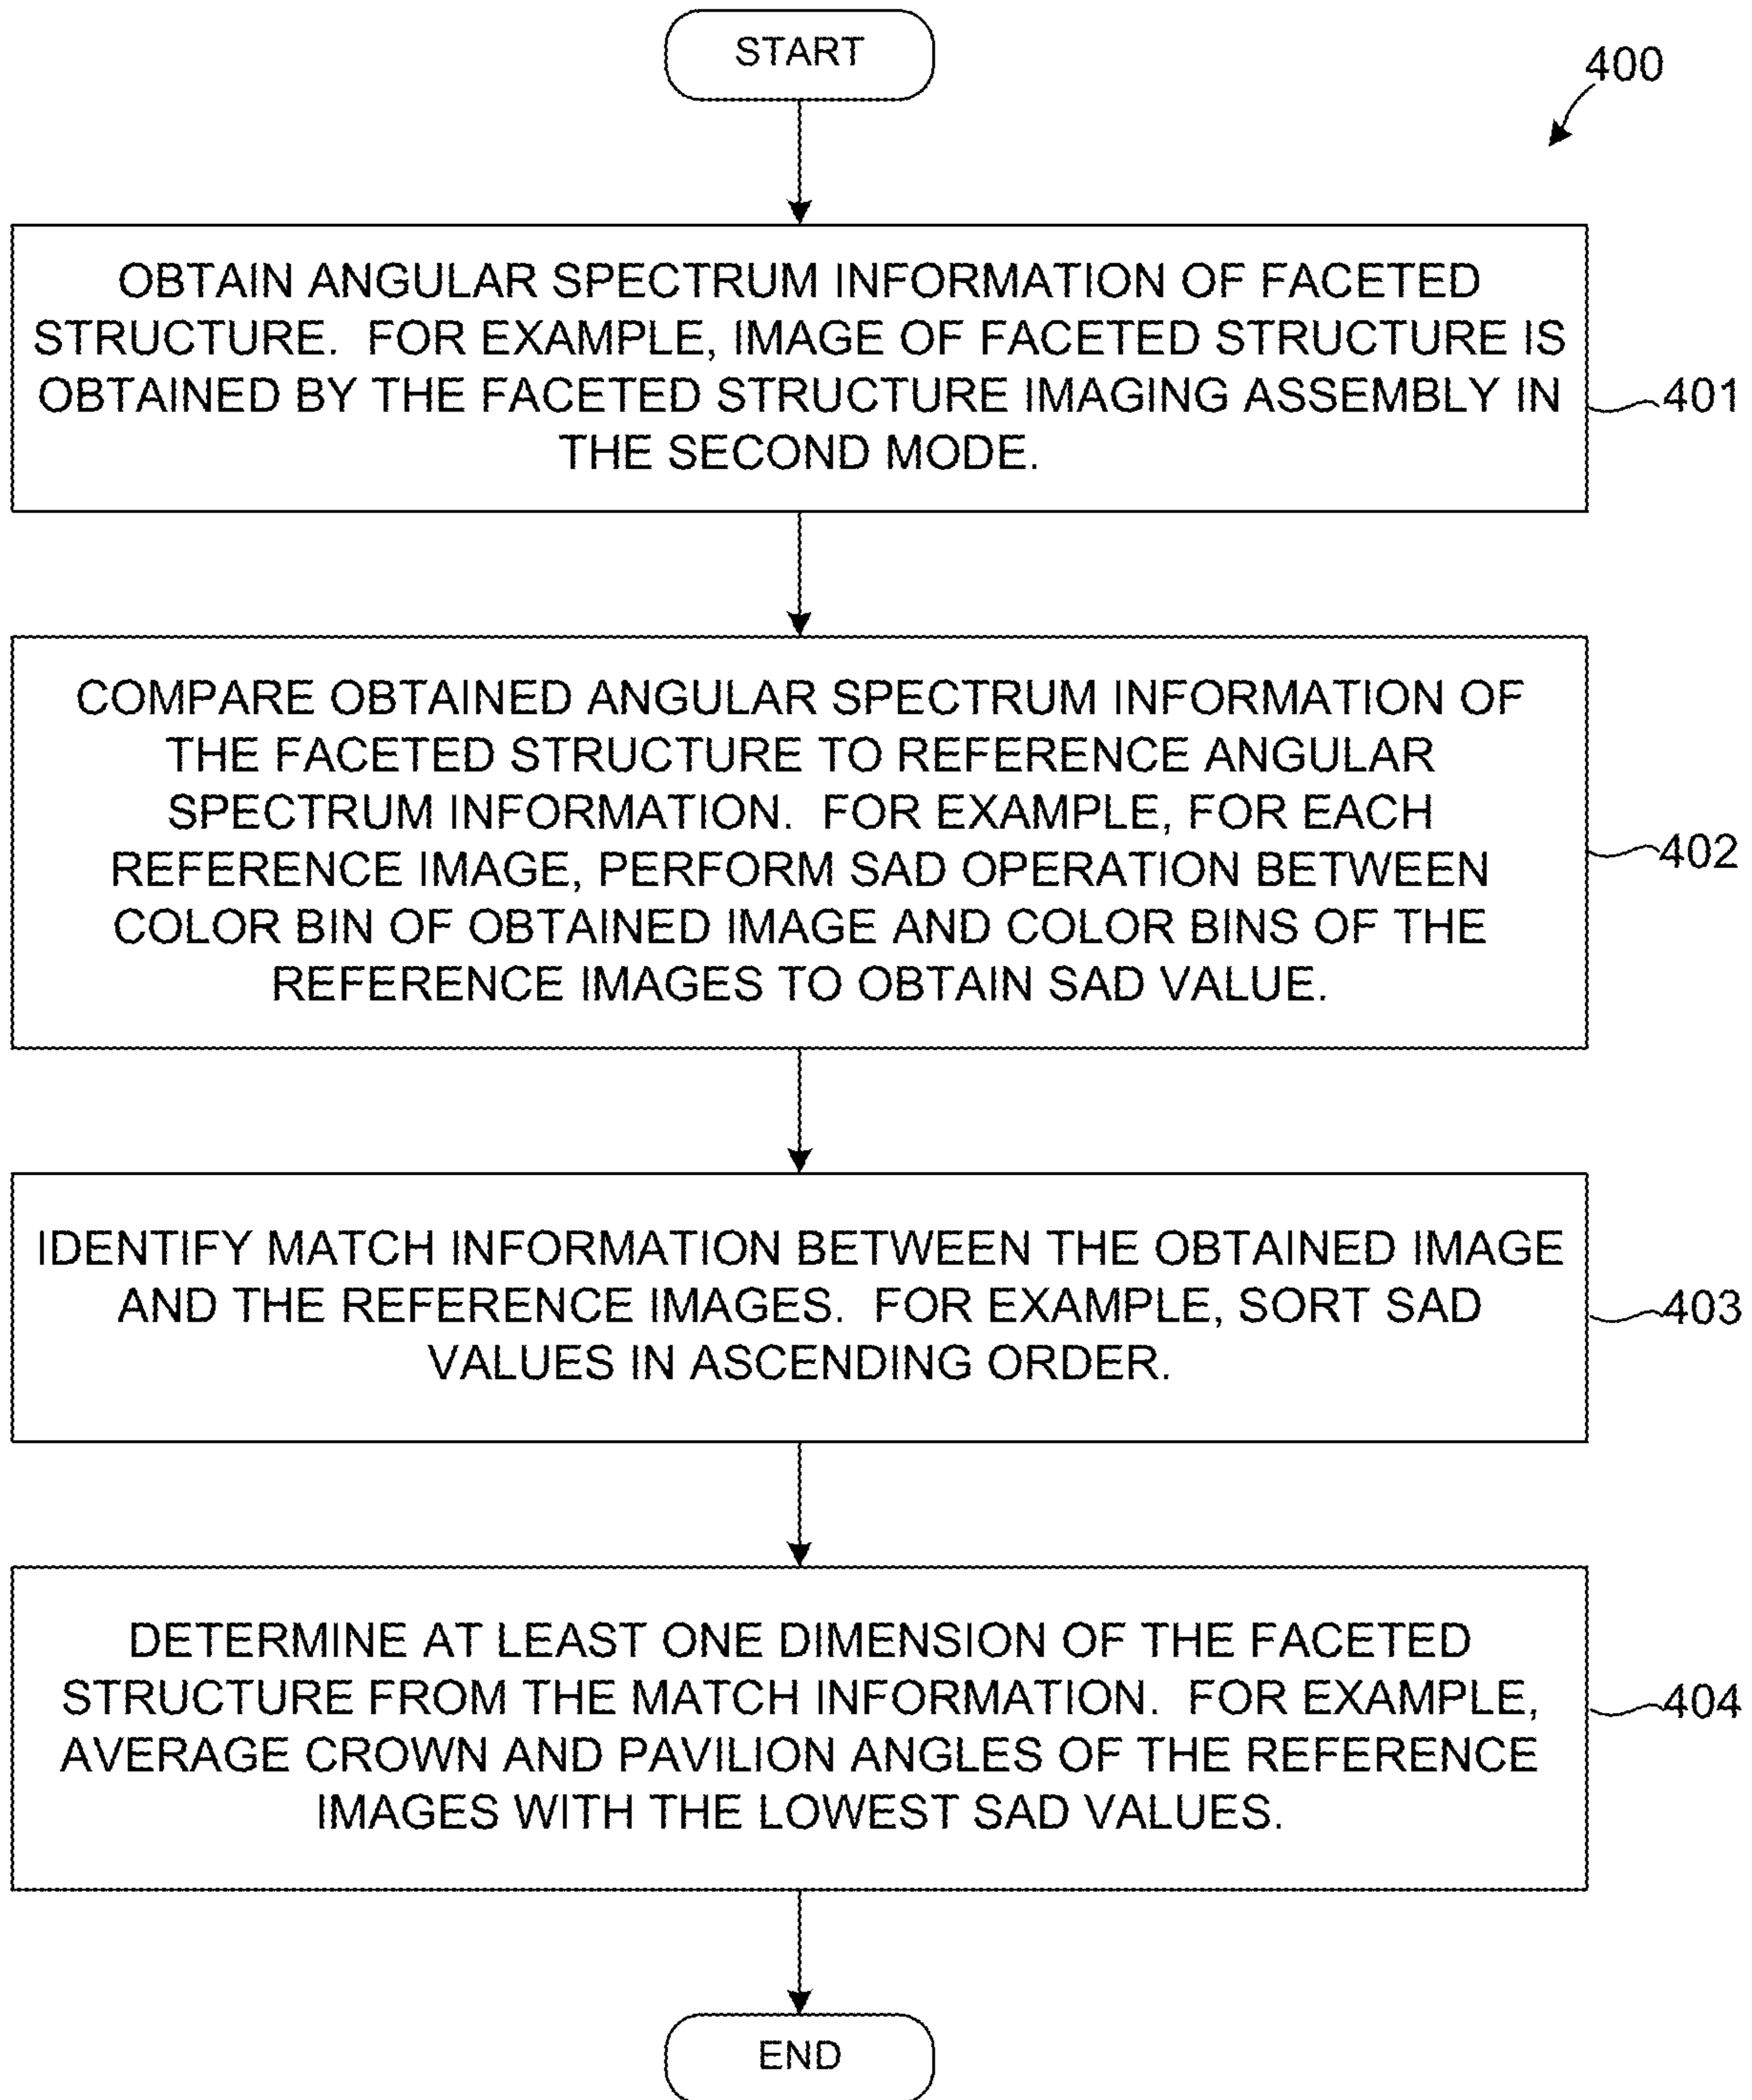 START
400
OBTAIN ANGULAR SPECTRUM INFORMATION OF FACETED
STRUCTURE. FOR EXAMPLE, IMAGE OF FACETED STRUCTURE IS
OBTAINED BY THE FACETED STRUCTURE IMAGING ASSEMBLY IN
THE SECOND MODE.
401
COMPARE OBTAINED ANGULAR SPECTRUM INFORMATION OF
THE FACETED STRUCTURE TO REFERENCE ANGULAR
SPECTRUM INFORMATION. FOR EXAMPLE, FOR EACH
REFERENCE IMAGE, PERFORM SAD OPERATION BETWEEN
COLOR BIN OF OBTAINED IMAGE AND COLOR BINS OF THE
REFERENCE IMAGES TO OBTAIN SAD VALUE.
402
IDENTIFY MATCH INFORMATION BETWEEN THE OBTAINED IMAGE
AND THE REFERENCE IMAGES. FOR EXAMPLE, SORT SAD
VALUES IN ASCENDING ORDER.
403
DETERMINE AT LEAST ONE DIMENSION OF THE FACETED
STRUCTURE FROM THE MATCH INFORMATION. FOR EXAMPLE,
AVERAGE CROWN AND PAVILION ANGLES OF THE REFERENCE
IMAGES WITH THE LOWEST SAD VALUES.
404
END